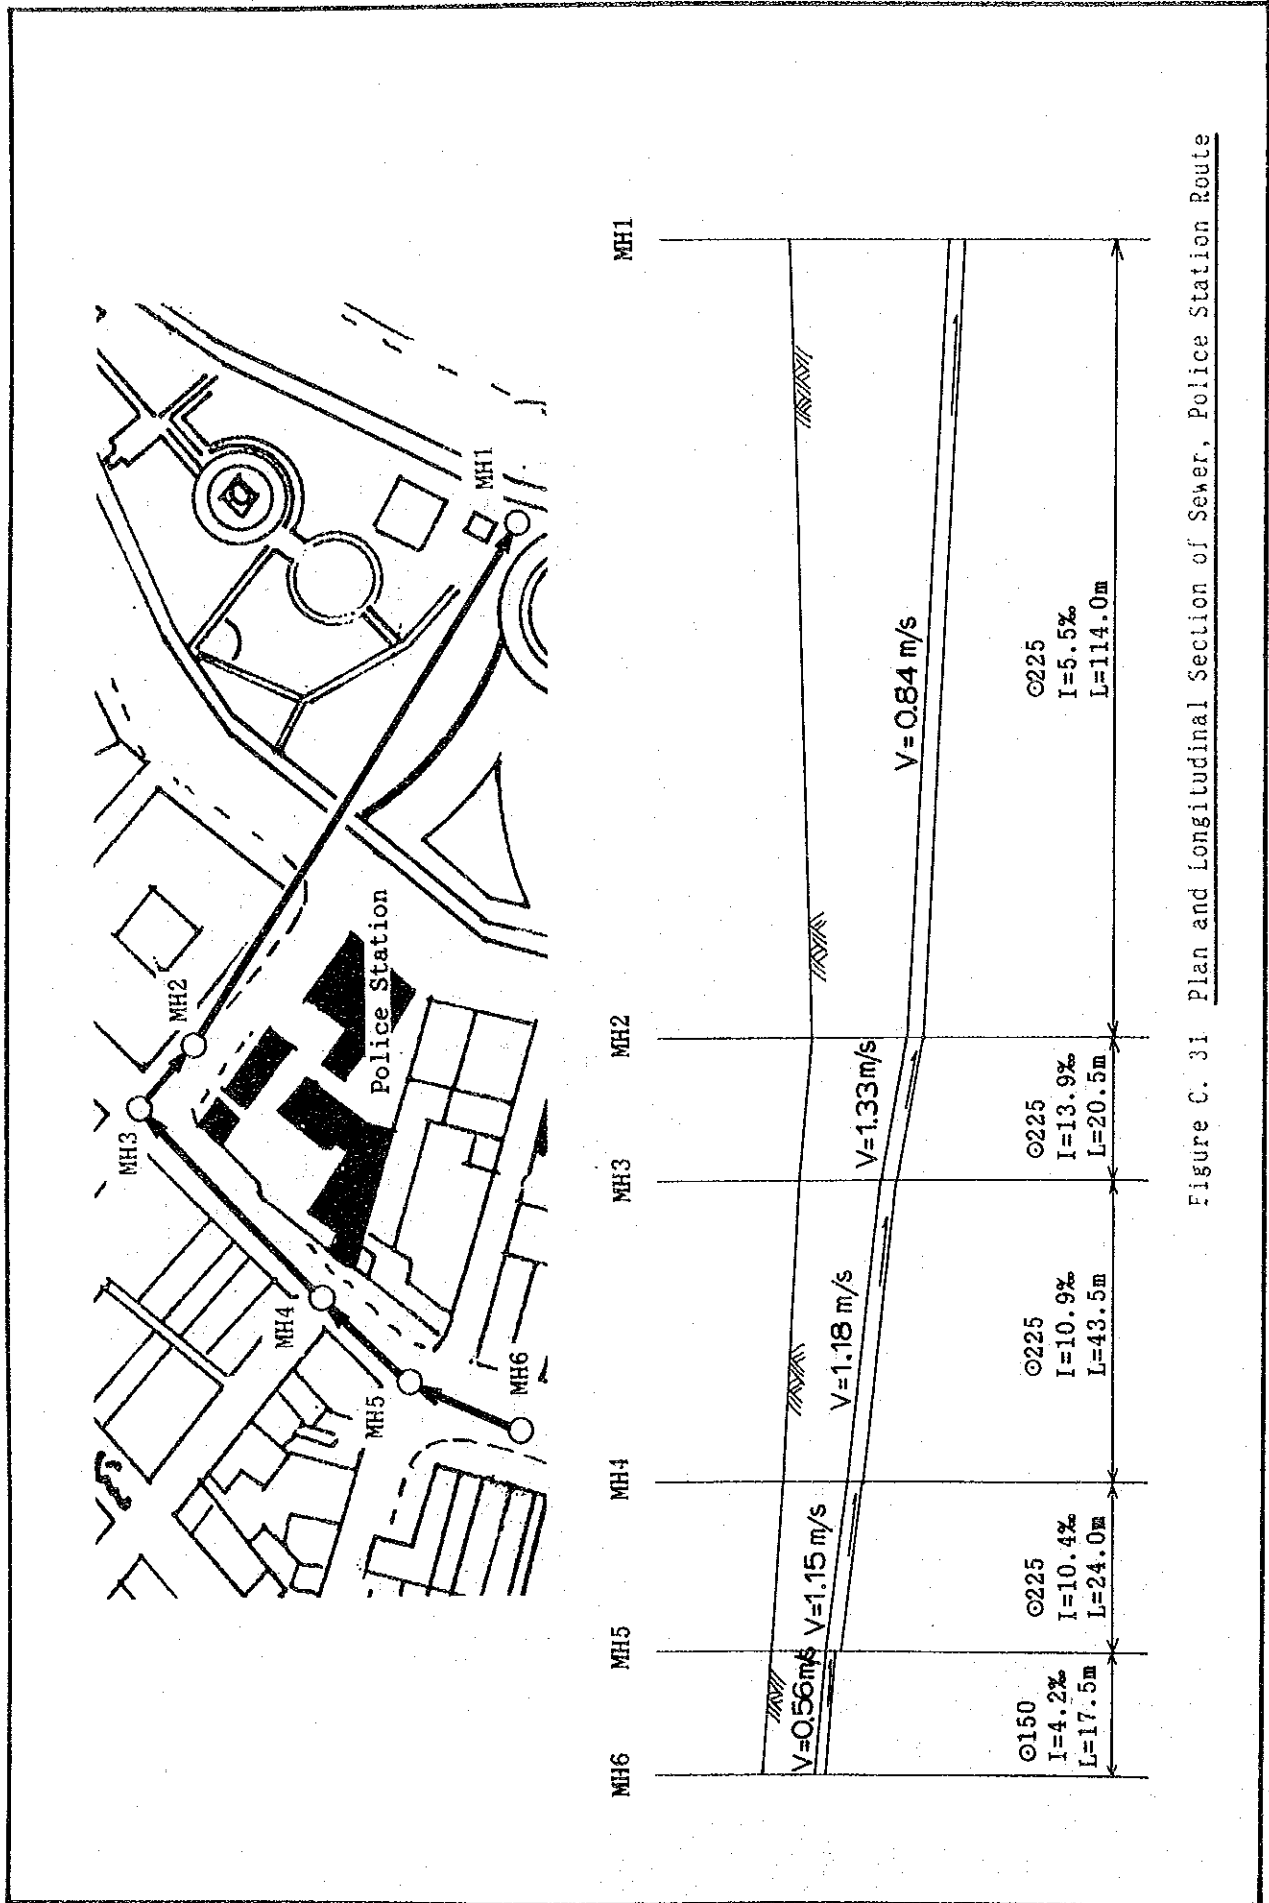 MH1
MH2
MH3
MH4
MH5
MH6
Police Station
MH6
MH5
MH4
MH3
MH2
MH1
V=0.56m/s
V=1.15m/s
V=1.18m/s
V=1.33m/s
V=0.84m/s
⊙150
I=4.2‰
L=17.5m
⊙225
I=10.4‰
L=24.0m
⊙225
I=10.9‰
L=43.5m
⊙225
I=13.9‰
L=20.5m
⊙225
I=5.5‰
L=114.0m
Figure C. 31 Plan and Longitudinal Section of Sewer, Police Station Route